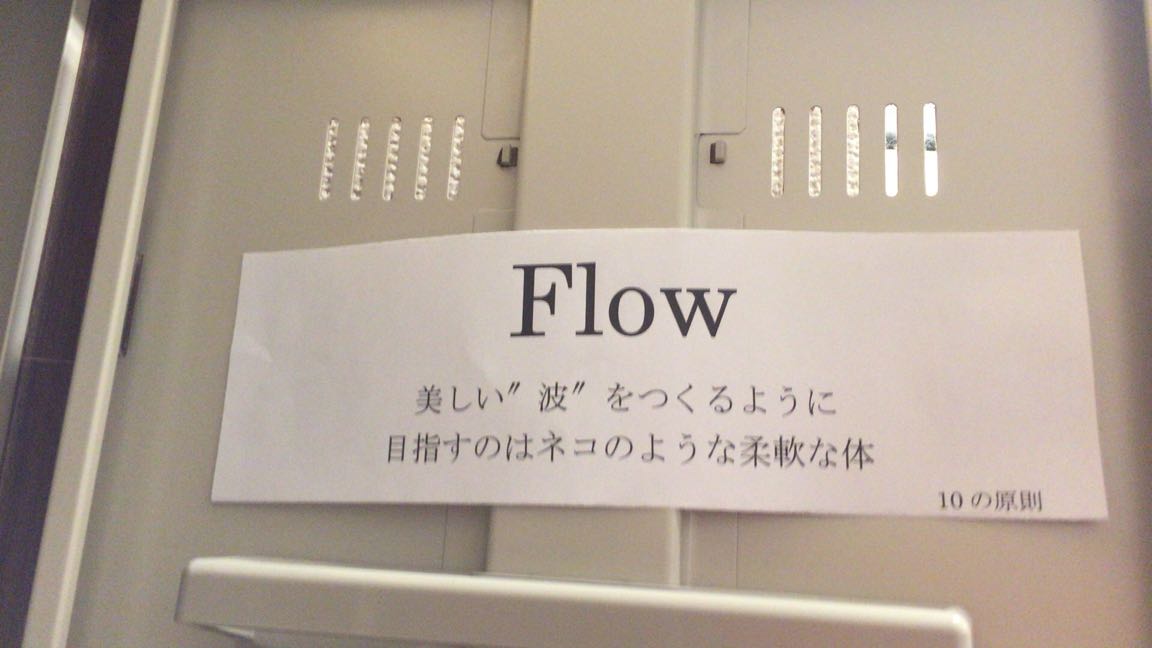 Flow
美しい〃波〃をつくるように
目指すのはネコのような柔軟な体
10の原則